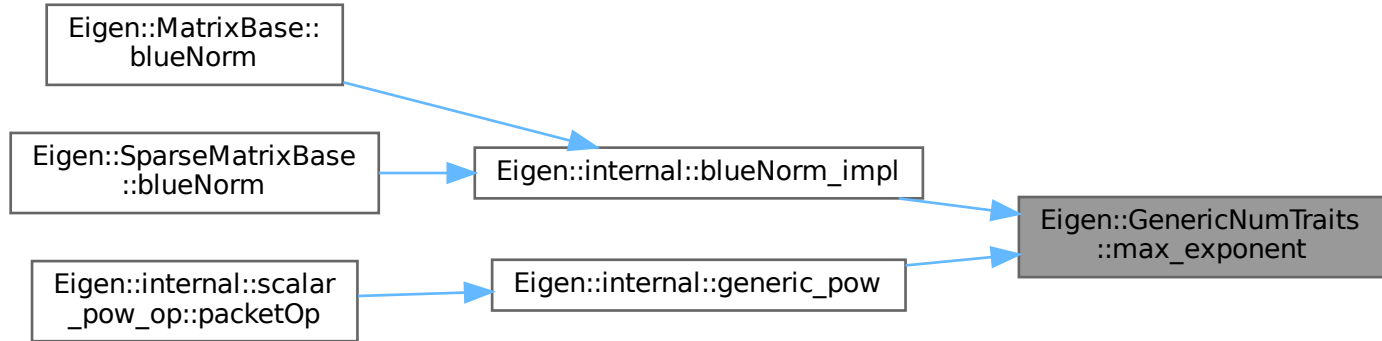 Eigen::MatrixBase::
blueNorm
Eigen::SparseMatrixBase
::blueNorm
Eigen::internal::blueNorm_impl
Eigen::GenericNumTraits
::max_exponent
Eigen::internal::scalar
_pow_op::packetOp
Eigen::internal::generic_pow